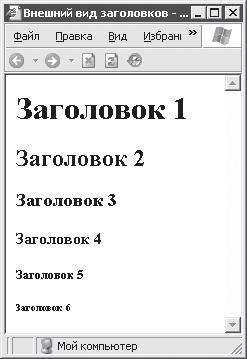 Внешний вид заголовков - ...
Файл Правка Вид Избранн »
Заголовок 1
Заголовок 2
Заголовок 3
Заголовок 4
Заголовок 5
Заголовок 6
Мой компьютер